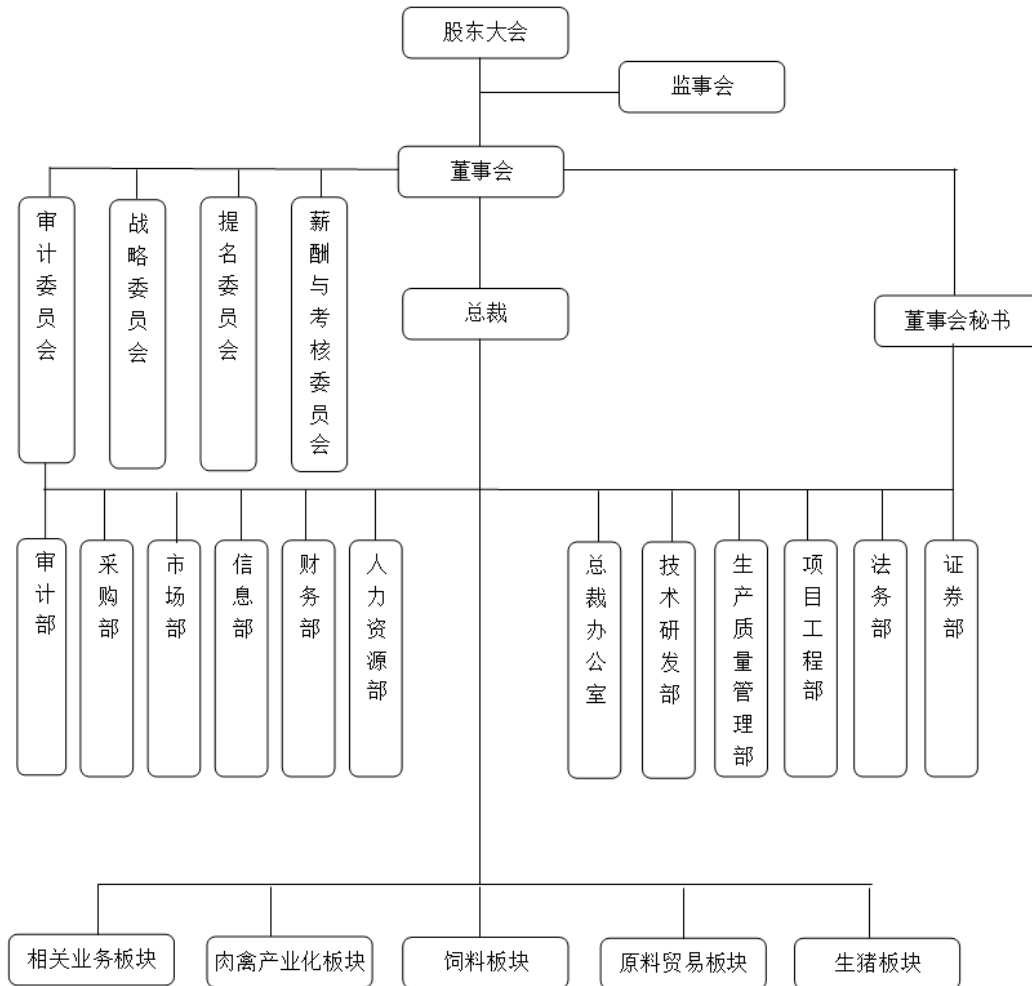 股东大会
监事会
董事会
审计委员会
战略委员会
提名委员会
薪酬与考核委员会
总裁
董事会秘书
审计部
采购部
市场部
信息部
财务部
人力资源部
总裁办公室
技术研发部
生产质量管理部
项目工程部
法务部
证券部
相关业务板块
肉禽产业化板块
饲料板块
原料贸易板块
生猪板块